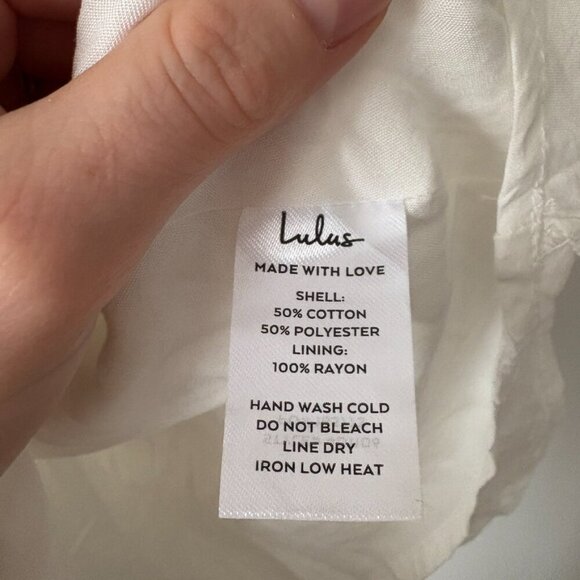 Lulus
MADE WITH LOVE
SHELL:
50% COTTON
50% POLYESTER
LINING:
100% RAYON
HAND WASH COLD
DO NOT BLEACH
LINE DRY
IRON LOW HEAT